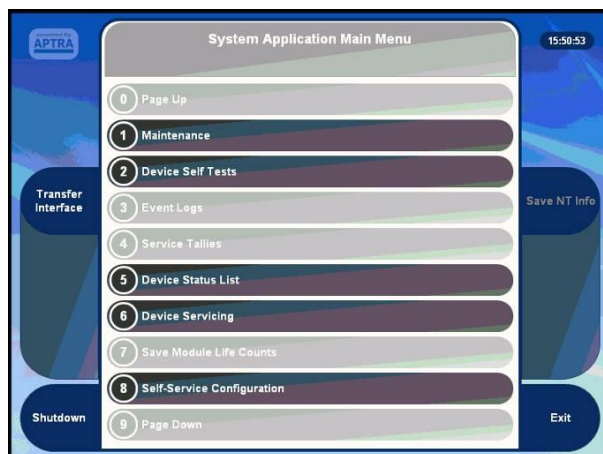 powered by
APTRA
System Application Main Menu
15:50:53
0 Page Up
1 Maintenance
2 Device Self Tests
3 Event Logs
4 Service Tallies
5 Device Status List
6 Device Servicing
7 Save Module Life Counts
8 Self-Service Configuration
9 Page Down
Transfer
Interface
Save NT Info
Shutdown
Exit